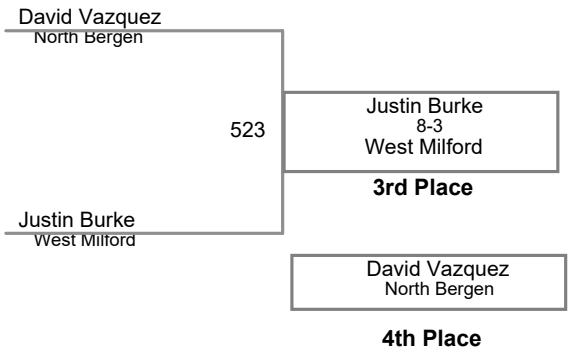 David Vazquez
North Bergen
523
Justin Burke
8-3
West Milford
3rd Place
Justin Burke
West Milford
David Vazquez
North Bergen
4th Place